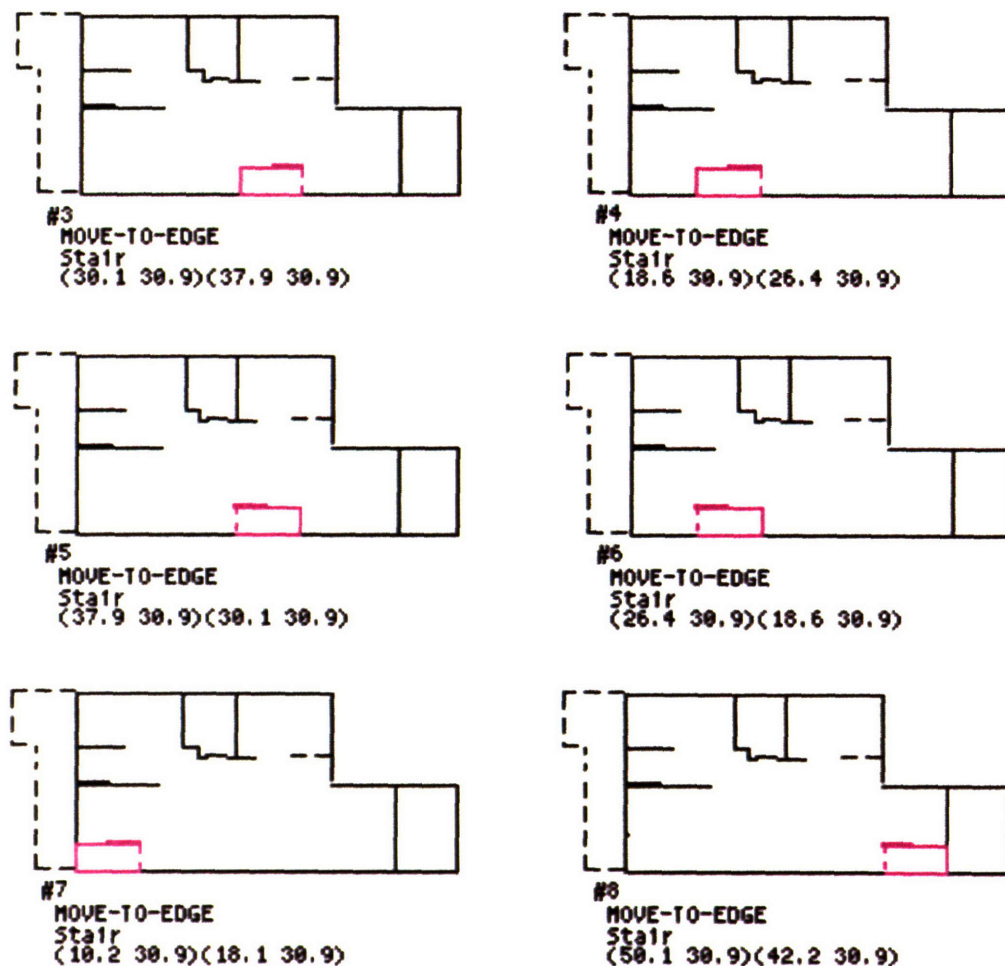 #3
MOVE-TO-EDGE
Stair
(30.1 30.9)(37.9 30.9)
#4
MOVE-TO-EDGE
Stair
(18.6 30.9)(26.4 30.9)
#5
MOVE-TO-EDGE
Stair
(37.9 30.9)(30.1 30.9)
#6
MOVE-TO-EDGE
Stair
(26.4 30.9)(18.6 30.9)
#7
MOVE-TO-EDGE
Stair
(10.2 30.9)(18.1 30.9)
#8
MOVE-TO-EDGE
Stair
(50.1 30.9)(42.2 30.9)